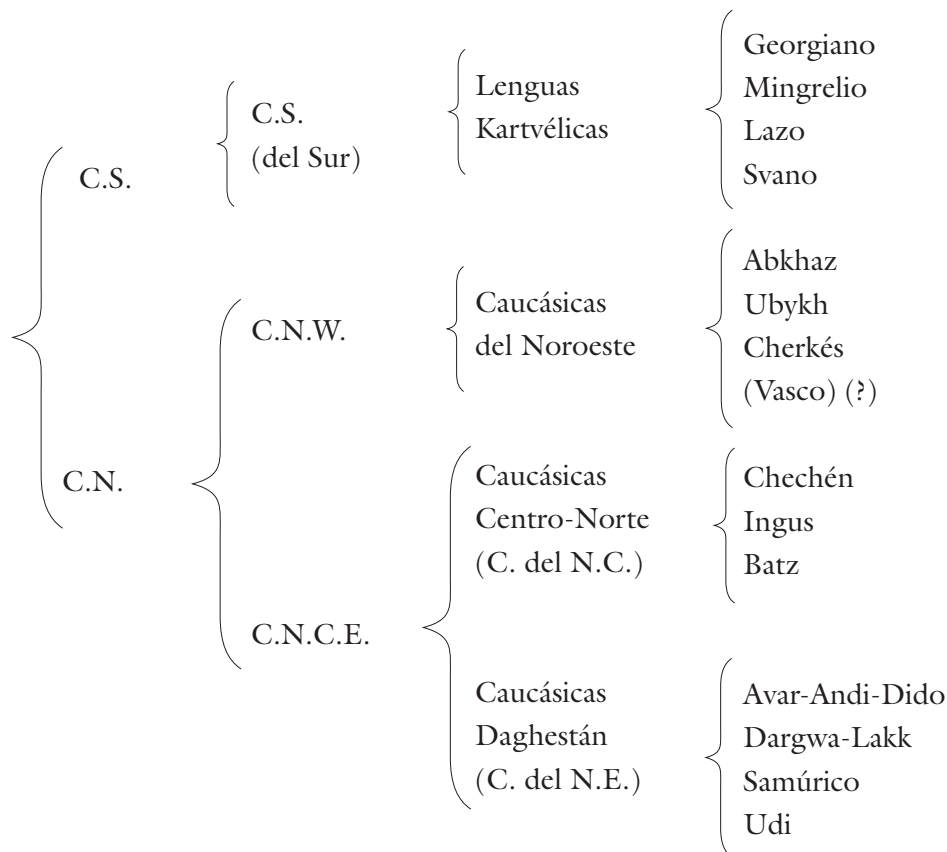 C.S.
C.S.
(del Sur)
Lenguas
Kartvélicas
Georgiano
Mingrelio
Lazo
Svano
C.N.
C.N.W.
Caucásicas
del Noroeste
Abkhaz
Ubykh
Cherkés
(Vasco) (?)
C.N.C.E.
Caucásicas
Centro-Norte
(C. del N.C.)
Chechén
Ingus
Batz
Caucásicas
Daghestán
(C. del N.E.)
Avar-Andi-Dido
Dargwa-Lakk
Samúrico
Udi